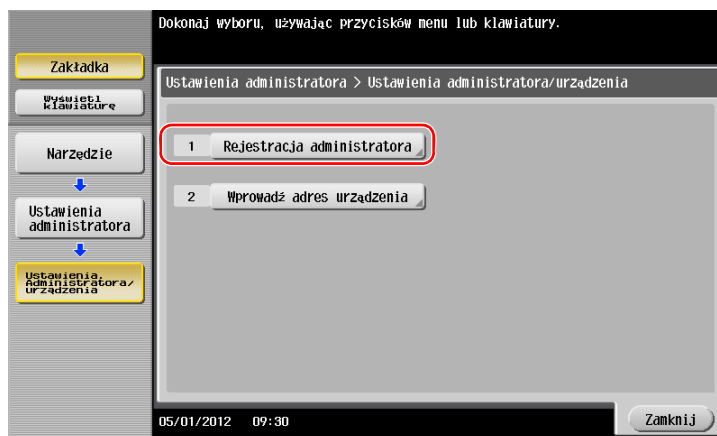 Dokonaj wyboru, używając przycisków menu lub klawiatury.
Zakładka
Wyświetl
klawiaturę
Ustawienia administratora > Ustawienia administratora/urządzenia
1 Rejestracja administratora
Narzędzie
2 Wprowadź adres urządzenia
Ustawienia
administratora
Ustawienia.
Administratora/
urządzenia
05/01/2012 09:30
Zamknij